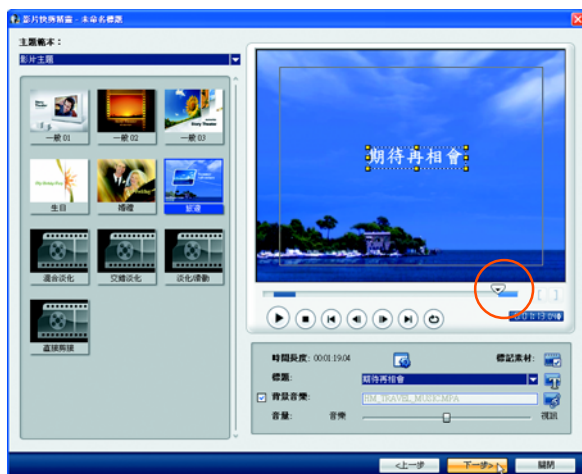 影片快剪精靈 - 未命名標題
主題範本：
影片主題
一般 01
一般 02
一般 03
生日
婚禮
旅遊
混合淡化
交錯淡化
淡化/滑動
直接剪接
期待再相會
時間長度: 00:01:19.04
標記素材:
標題:
期待再相會
背景音樂:
HM_TRAVEL_MUSIC.MPA
音量:
音樂
視訊
<上一步
下一步>
關閉